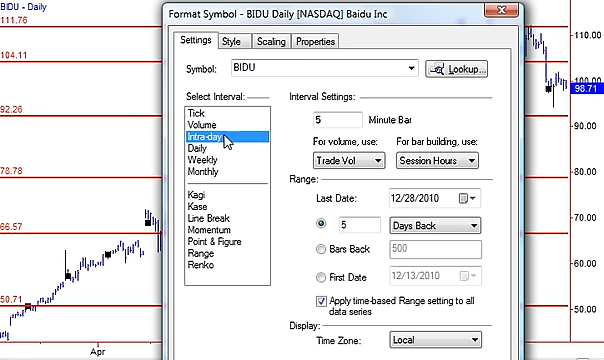 BIDU - Daily
111.76
104.11
92.26
78.78
66.57
50.71
Apr
Format Symbol - BIDU Daily [NASDAQ] Baidu Inc
Settings Style Scaling Properties
Symbol: BIDU Lookup...
Select Interval:
Tick
Volume
Intra-day
Daily
Weekly
Monthly
Kagi
Kase
Line Break
Momentum
Point & Figure
Range
Renko
Interval Settings:
5 Minute Bar
For volume, use: For bar building, use:
Trade Vol Session Hours
Range:
Last Date: 12/28/2010
5 Days Back
Bars Back 500
First Date 12/13/2010
Apply time-based Range setting to all
data series
Display:
Time Zone: Local
110.00
100.00
98.71
90.00
80.00
70.00
60.00
50.00